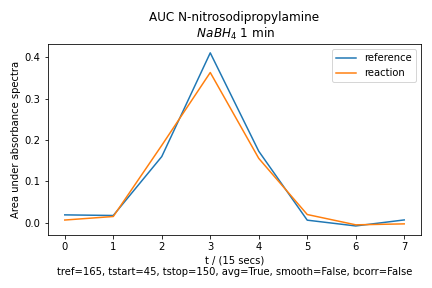 AUC N-nitrosodipropylamine
NaBH₄ 1 min
Area under absorbance spectra
0.4
0.3
0.2
0.1
0.0
reference
reaction
0 1 2 3 4 5 6 7
t / (15 secs)
tref=165, tstart=45, tstop=150, avg=True, smooth=False, bcorr=False